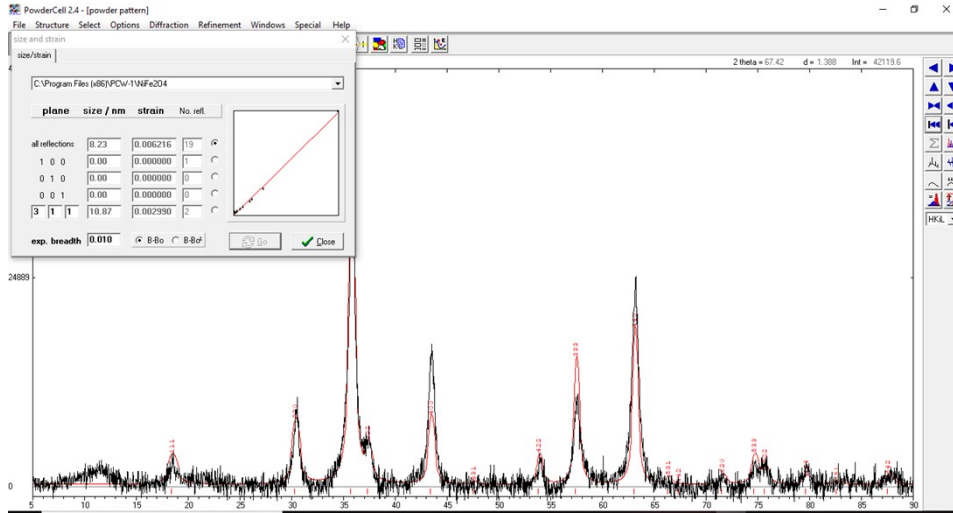 PowderCell 2.4 - [powder pattern]
File Structure Select Options Diffraction Refinement Windows Special Help
size and strain
size/strain
2 theta = 67.42 d = 1.388 Int = 42119.6
C:\Program Files (x86)\PCW-1\NiFe2O4
plane size / nm strain No. refl.
all reflections 8.23 0.006216 19
1 0 0 0.00 0.000000 1
0 1 0 0.00 0.000000 0
0 0 1 0.00 0.000000 0
3 1 1 10.87 0.002990 2
exp. breadth 0.010 B-Bo B-Bo² Go Close
HKiL
24889
0
5 10 15 20 25 30 35 40 45 50 55 60 65 70 75 80 85 90